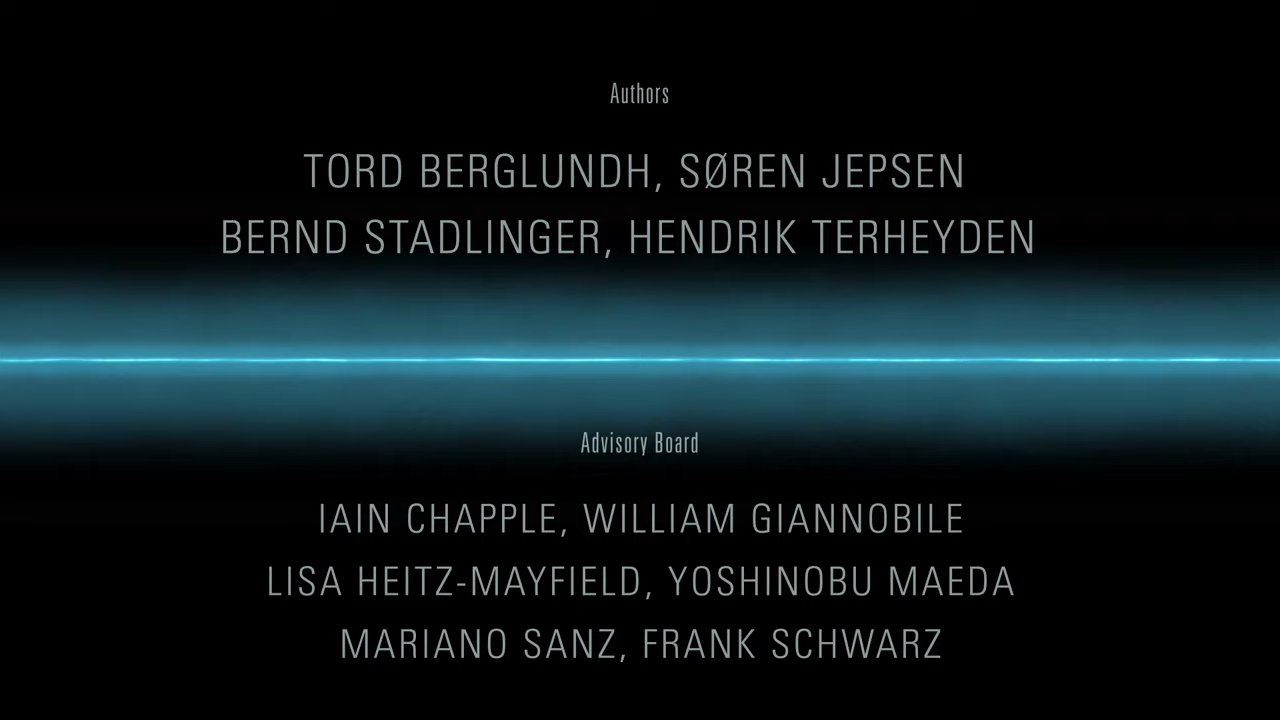 Authors
TORD BERGLUNDH, SØREN JEPSEN
BERND STADLINGER, HENDRIK TERHEYDEN
Advisory Board
IAIN CHAPPLE, WILLIAM GIANNOBILE
LISA HEITZ-MAYFIELD, YOSHINOBU MAEDA
MARIANO SANZ, FRANK SCHWARZ